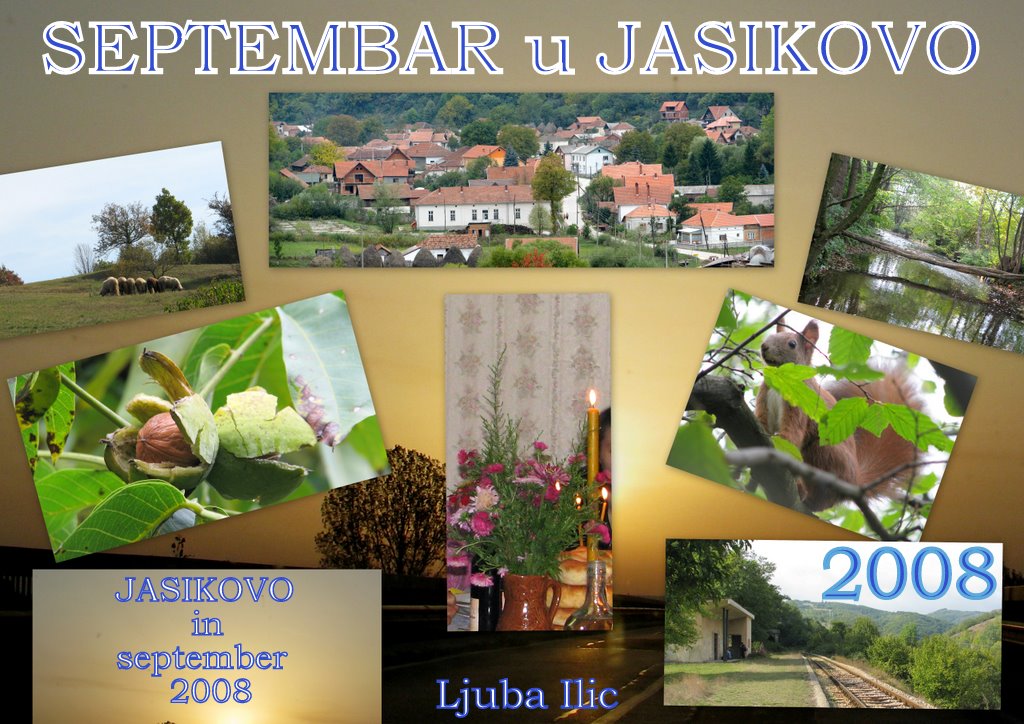 SEPTEMBAR u JASIKOVO
2008
JASIKOVO
in
september
2008
Ljuba Ilic